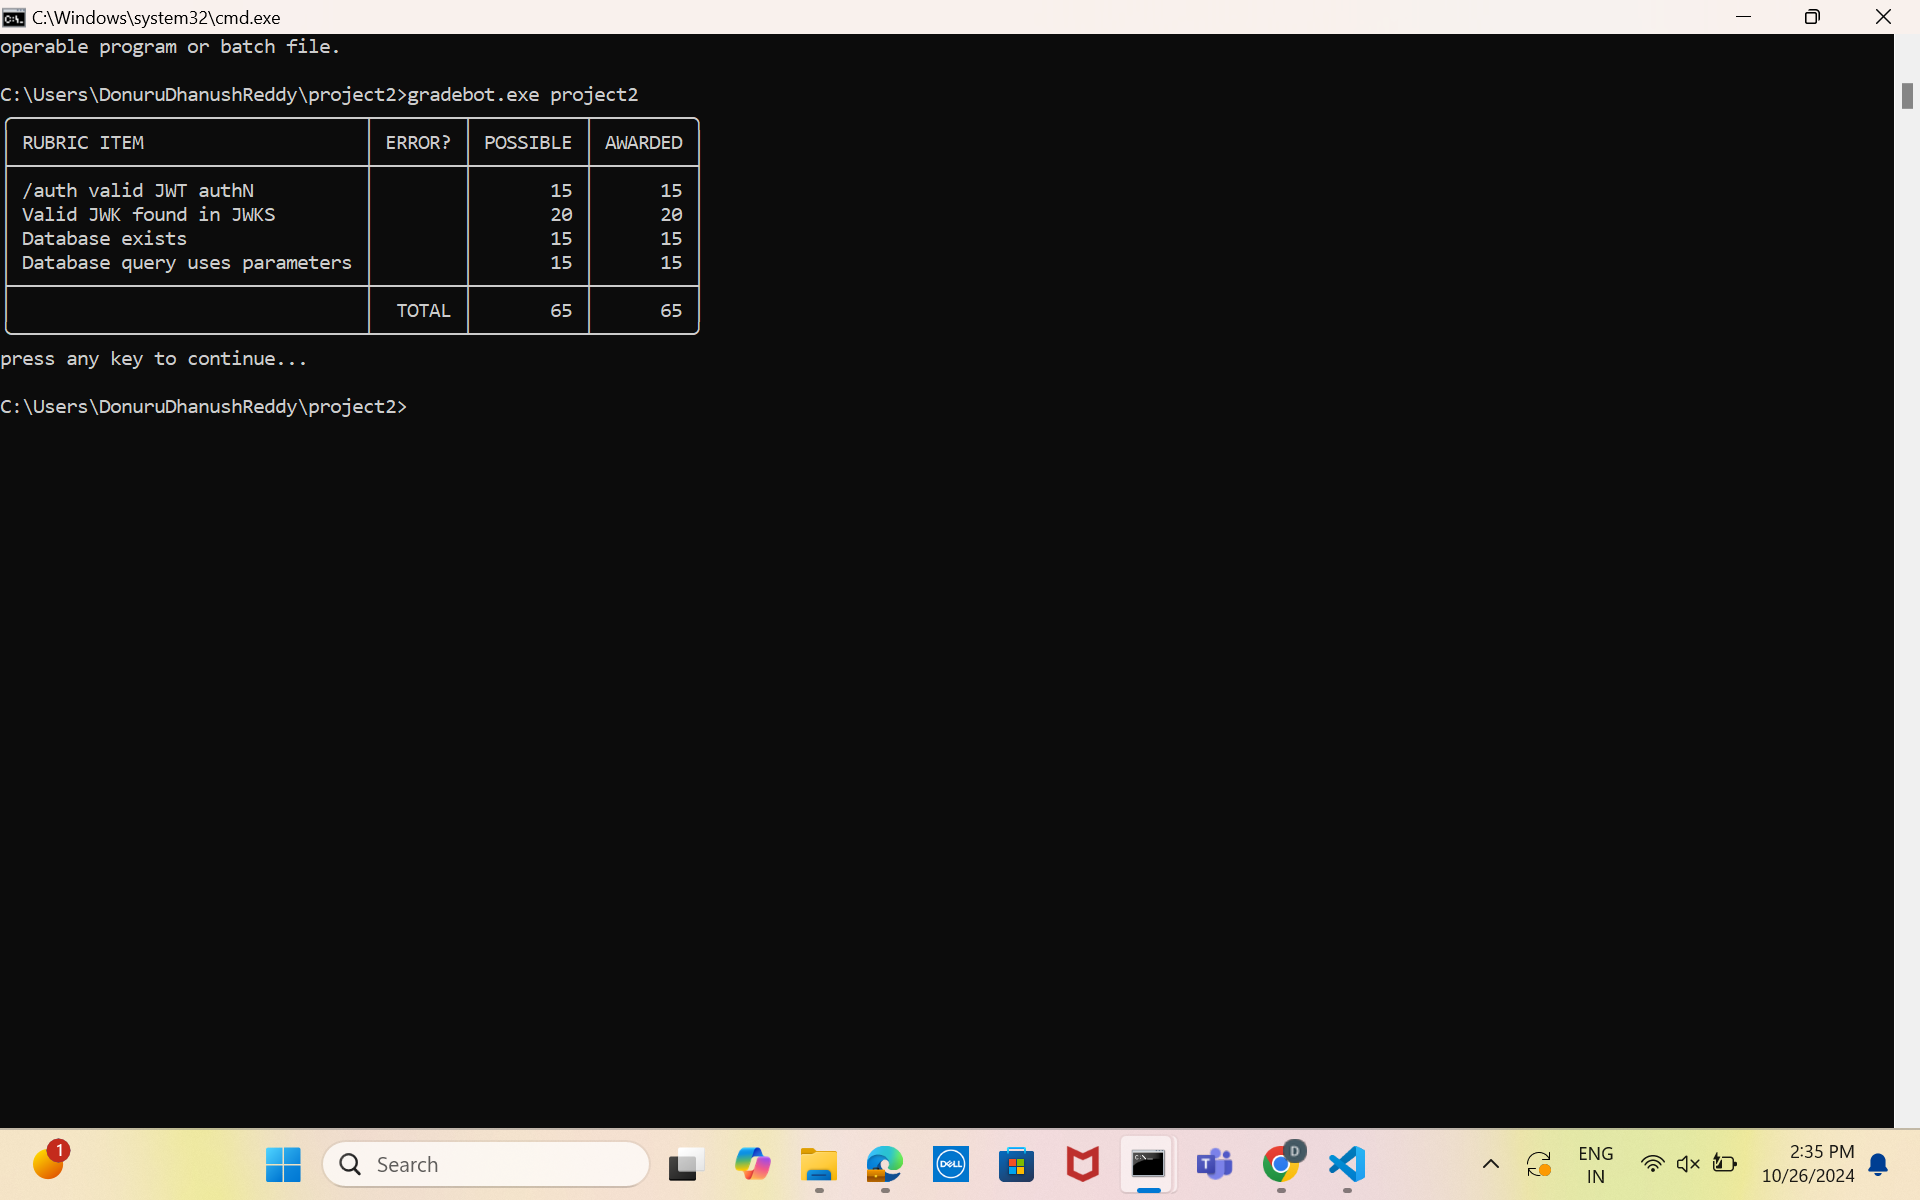 C:\Windows\system32\cmd.exe
operable program or batch file.
C:\Users\DonuruDhanushReddy\project2>gradebot.exe project2
RUBRIC ITEM ERROR? POSSIBLE AWARDED
/auth valid JWT authN 15 15
Valid JWK found in JWKS 20 20
Database exists 15 15
Database query uses parameters 15 15
TOTAL 65 65
press any key to continue...
C:\Users\DonuruDhanushReddy\project2>
1
Search
DELL
D
ENG
IN
2:35 PM
10/26/2024